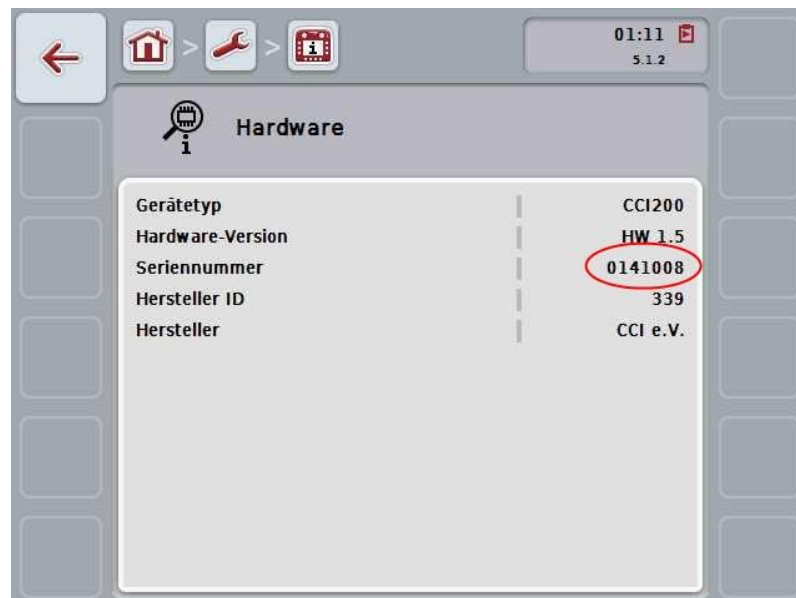 > >
01:11
5.1.2
i Hardware
Gerätetyp CCI200
Hardware-Version HW 1.5
Seriennummer 0141008
Hersteller ID 339
Hersteller CCI e.V.